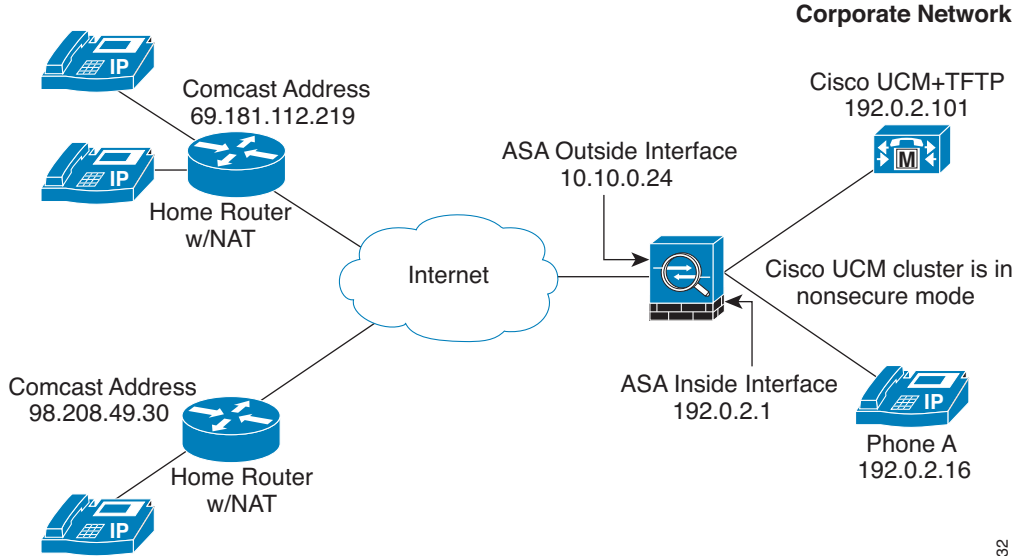 Corporate Network
IP
Comcast Address
69.181.112.219
IP
Home Router
w/NAT
Cisco UCM+TFTP
192.0.2.101
M
ASA Outside Interface
10.10.0.24
Internet
Cisco UCM cluster is in
nonsecure mode
ASA Inside Interface
192.0.2.1
IP
Phone A
192.0.2.16
Comcast Address
98.208.49.30
Home Router
w/NAT
IP
32